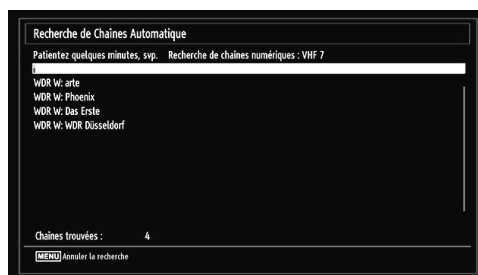 Recherche de Chaînes Automatique
Patientez quelques minutes, svp. Recherche de chaînes numériques : VHF 7
WDR W: arte
WDR W: Phoenix
WDR W: Das Erste
WDR W: WDR Düsseldorf
Chaînes trouvées : 4
MENU Annuler la recherche